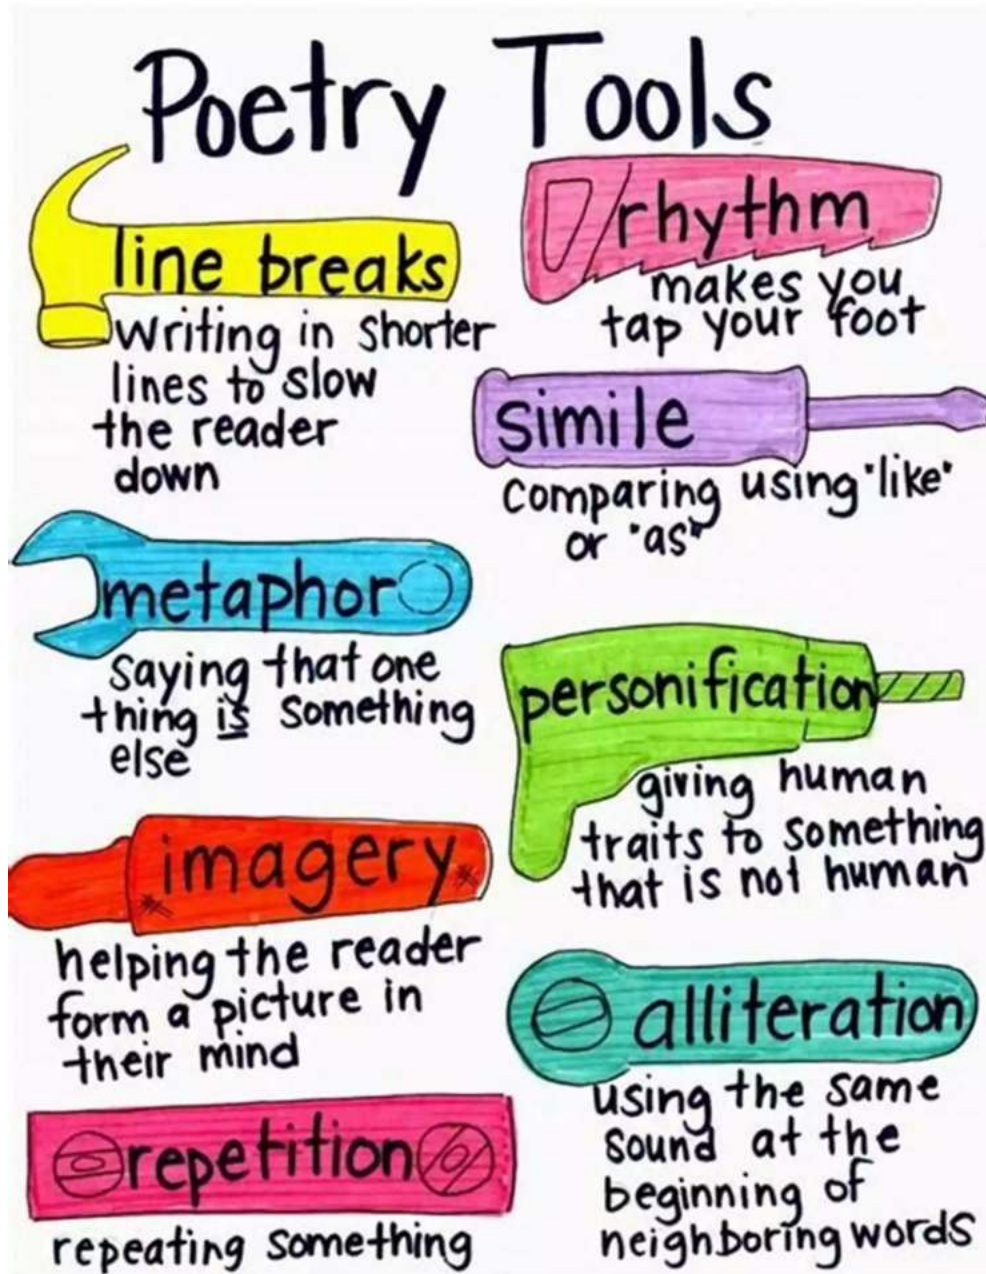 Poetry Tools
line breaks
writing in shorter
lines to slow
the reader
down
rhythm
makes you
tap your foot
simile
comparing using "like"
or "as"
metaphor
saying that one
thing is something
else
personification
giving human
traits to something
that is not human
imagery
helping the reader
form a picture in
their mind
alliteration
using the same
sound at the
beginning of
neighboring words
repetition
repeating something